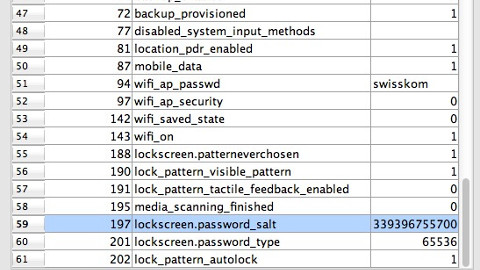 47 72 backup_provisioned 1
48 77 disabled_system_input_methods
49 81 location_pdr_enabled 1
50 87 mobile_data 1
51 94 wifi_ap_passwd swisskom
52 97 wifi_ap_security 0
53 142 wifi_saved_state 0
54 143 wifi_on 1
55 188 lockscreen.patterneverchosen 1
56 190 lock_pattern_visible_pattern 1
57 191 lock_pattern_tactile_feedback_enabled 0
58 195 media_scanning_finished 0
59 197 lockscreen.password_salt 339396755700
60 201 lockscreen.password_type 65536
61 202 lock_pattern_autolock 1